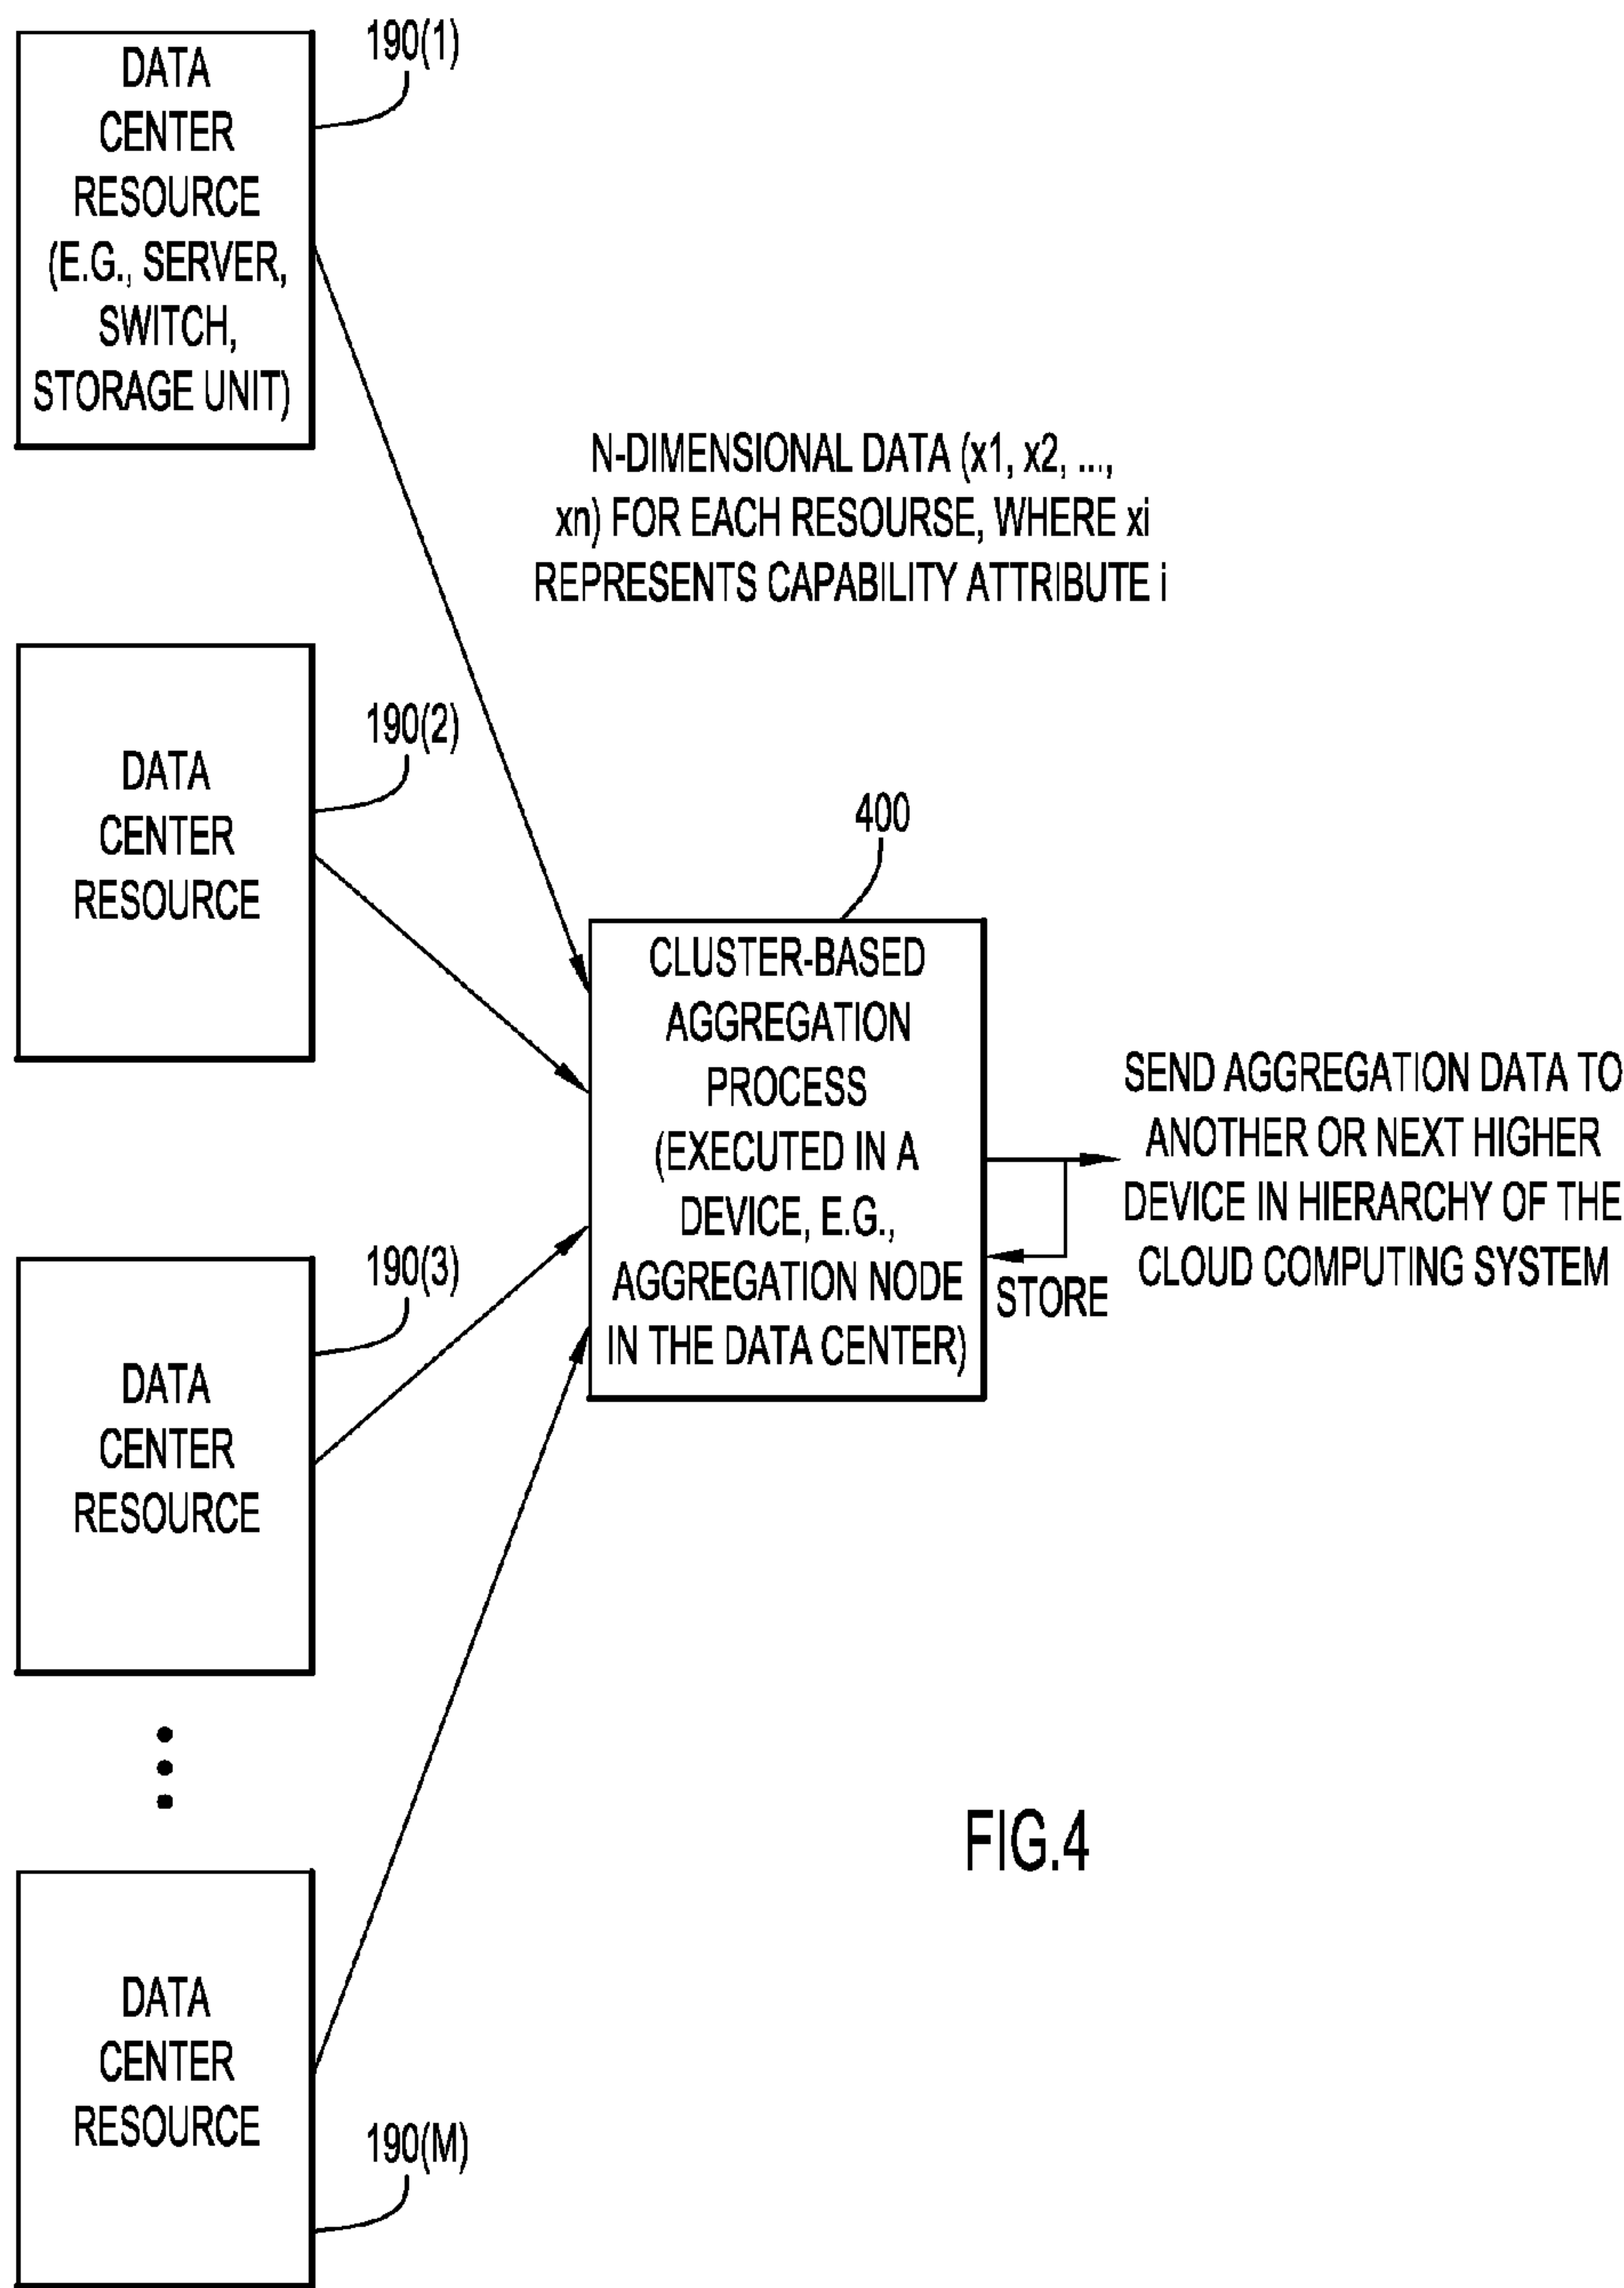 190(1)
DATA
CENTER
RESOURCE
(E.G., SERVER,
SWITCH,
STORAGE UNIT)
N-DIMENSIONAL DATA (x1, x2, ...,
xn) FOR EACH RESOURSE, WHERE xi
REPRESENTS CAPABILITY ATTRIBUTE i
190(2)
DATA
CENTER
RESOURCE
400
CLUSTER-BASED
AGGREGATION
PROCESS
(EXECUTED IN A
DEVICE, E.G.,
AGGREGATION NODE
IN THE DATA CENTER)
SEND AGGREGATION DATA TO
ANOTHER OR NEXT HIGHER
DEVICE IN HIERARCHY OF THE
CLOUD COMPUTING SYSTEM
STORE
190(3)
DATA
CENTER
RESOURCE
FIG.4
DATA
CENTER
RESOURCE
190(M)